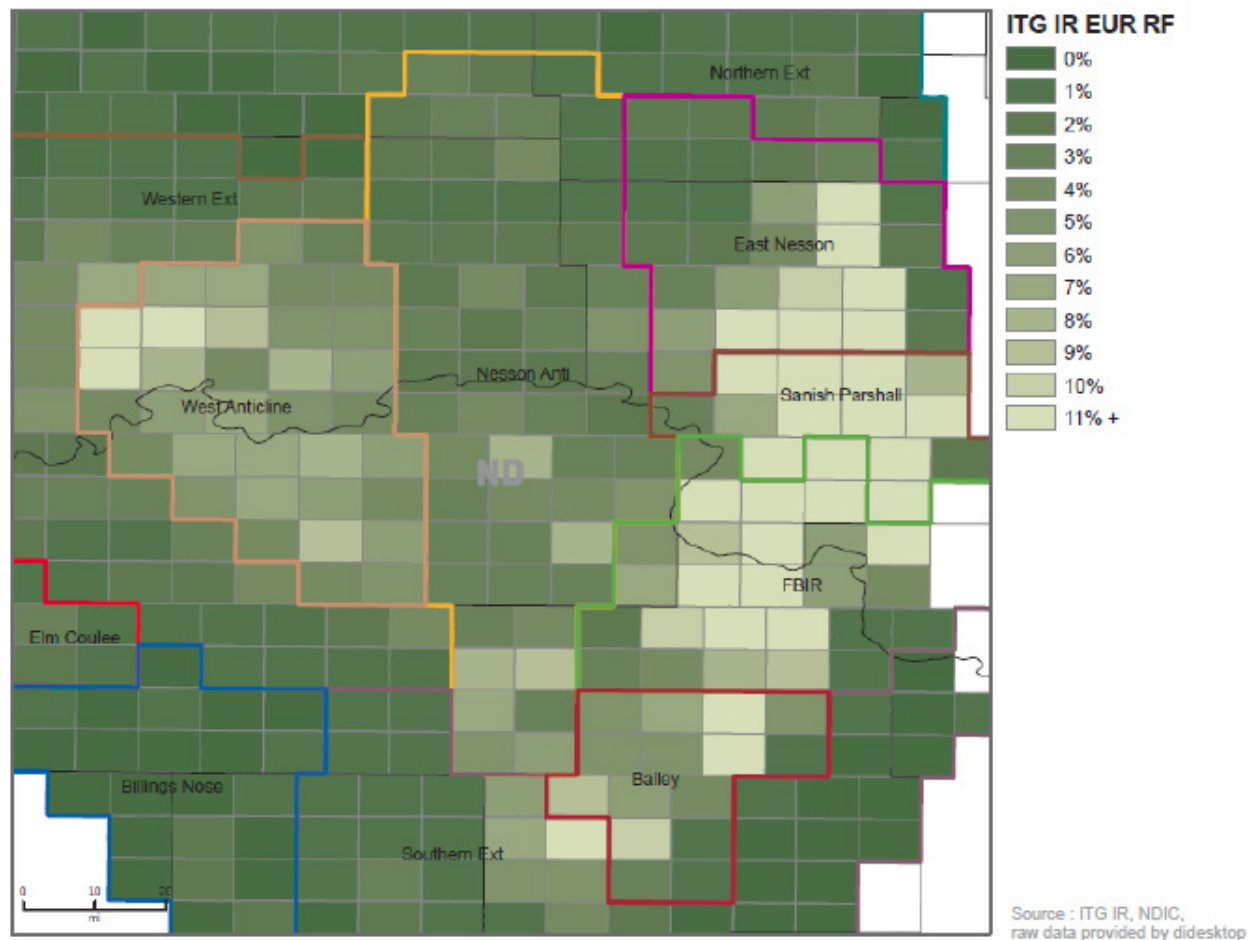 ITG IR EUR RF
0%
1%
2%
3%
4%
5%
6%
7%
8%
9%
10%
11% +
Northern Ext
Western Ext
East Nesson
Nesson Anti
Sanish Parshall
West Anticline
ND
FBIR
Elm Coulee
Bailey
Billings Nose
Southern Ext
0 10 20
mi
Source : ITG IR, NDIC,
raw data provided by didesktop